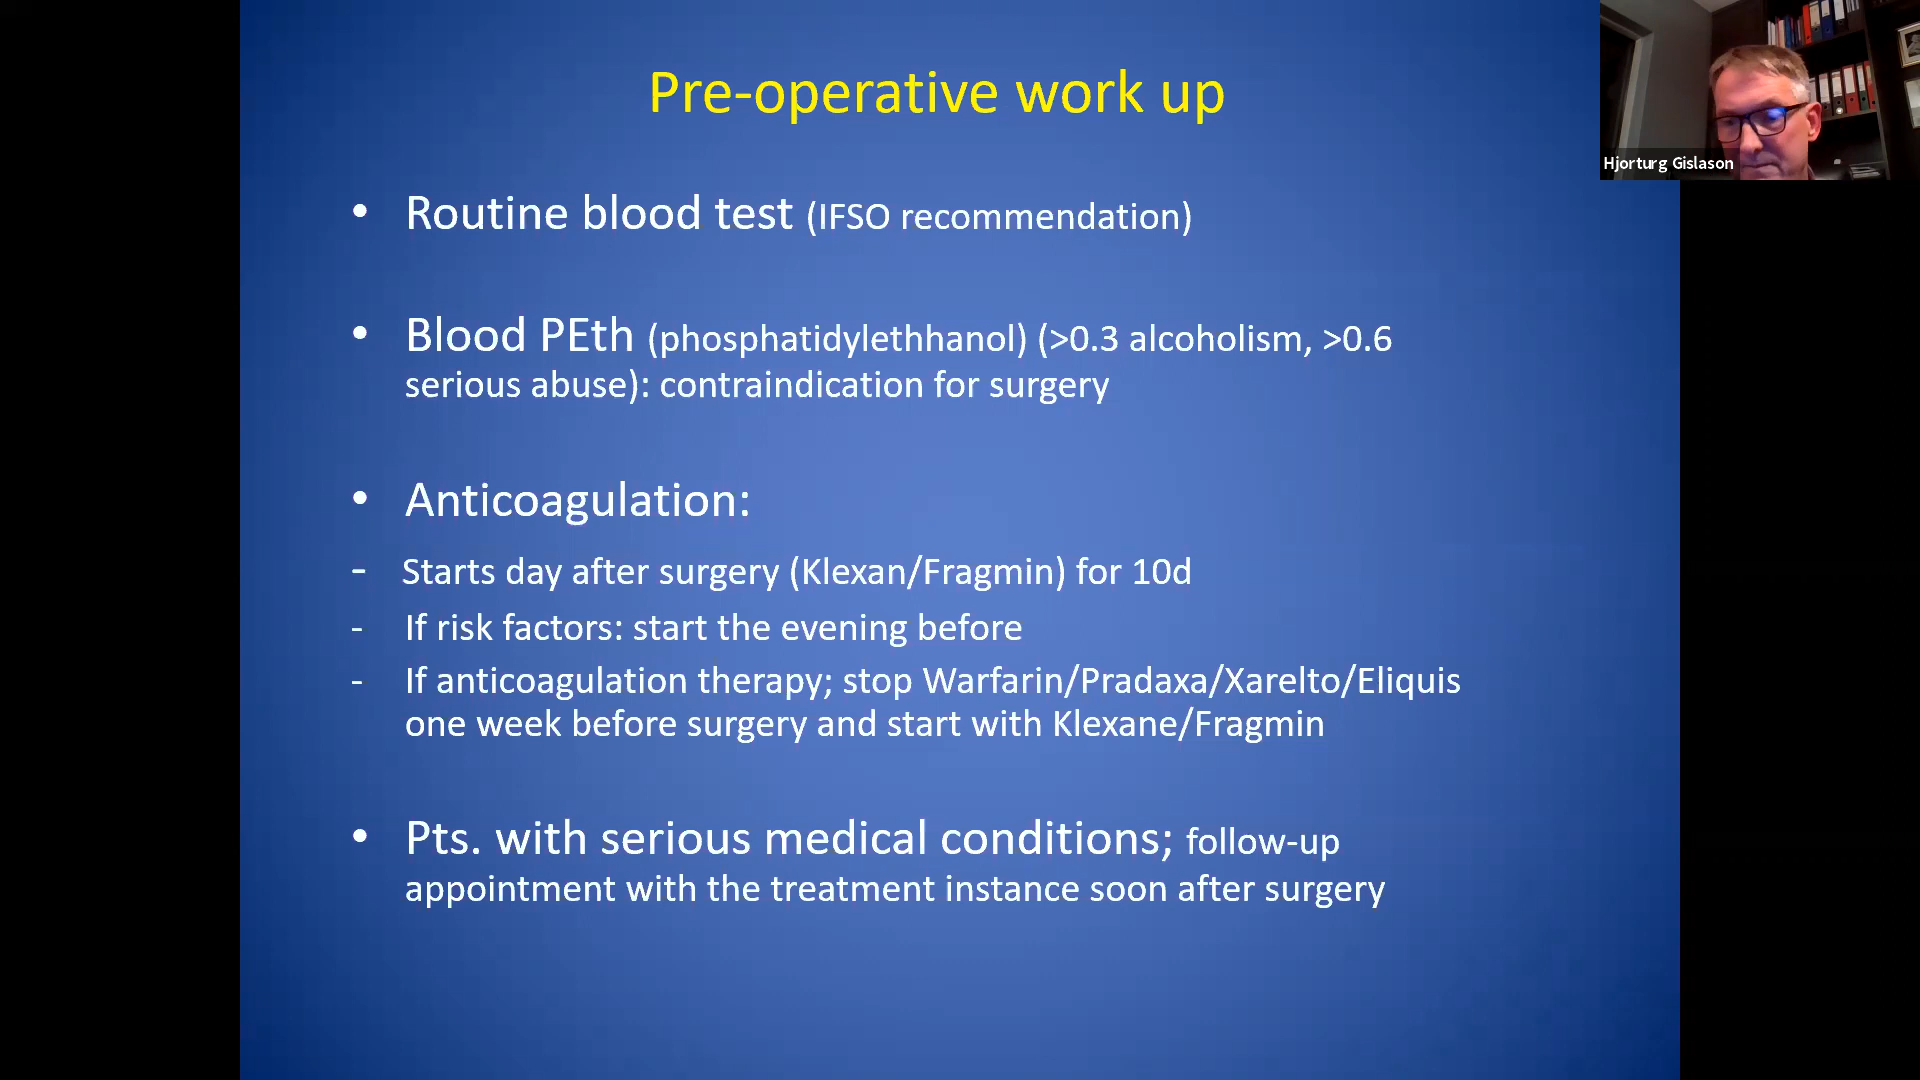 Pre-operative work up
Hjorturg Gislason
• Routine blood test (IFSO recommendation)
• Blood PEth (phosphatidylethhanol) (>0.3 alcoholism, >0.6
serious abuse): contraindication for surgery
• Anticoagulation:
- Starts day after surgery (Klexan/Fragmin) for 10d
- If risk factors: start the evening before
- If anticoagulation therapy; stop Warfarin/Pradaxa/Xarelto/Eliquis
one week before surgery and start with Klexane/Fragmin
• Pts. with serious medical conditions; follow-up
appointment with the treatment instance soon after surgery